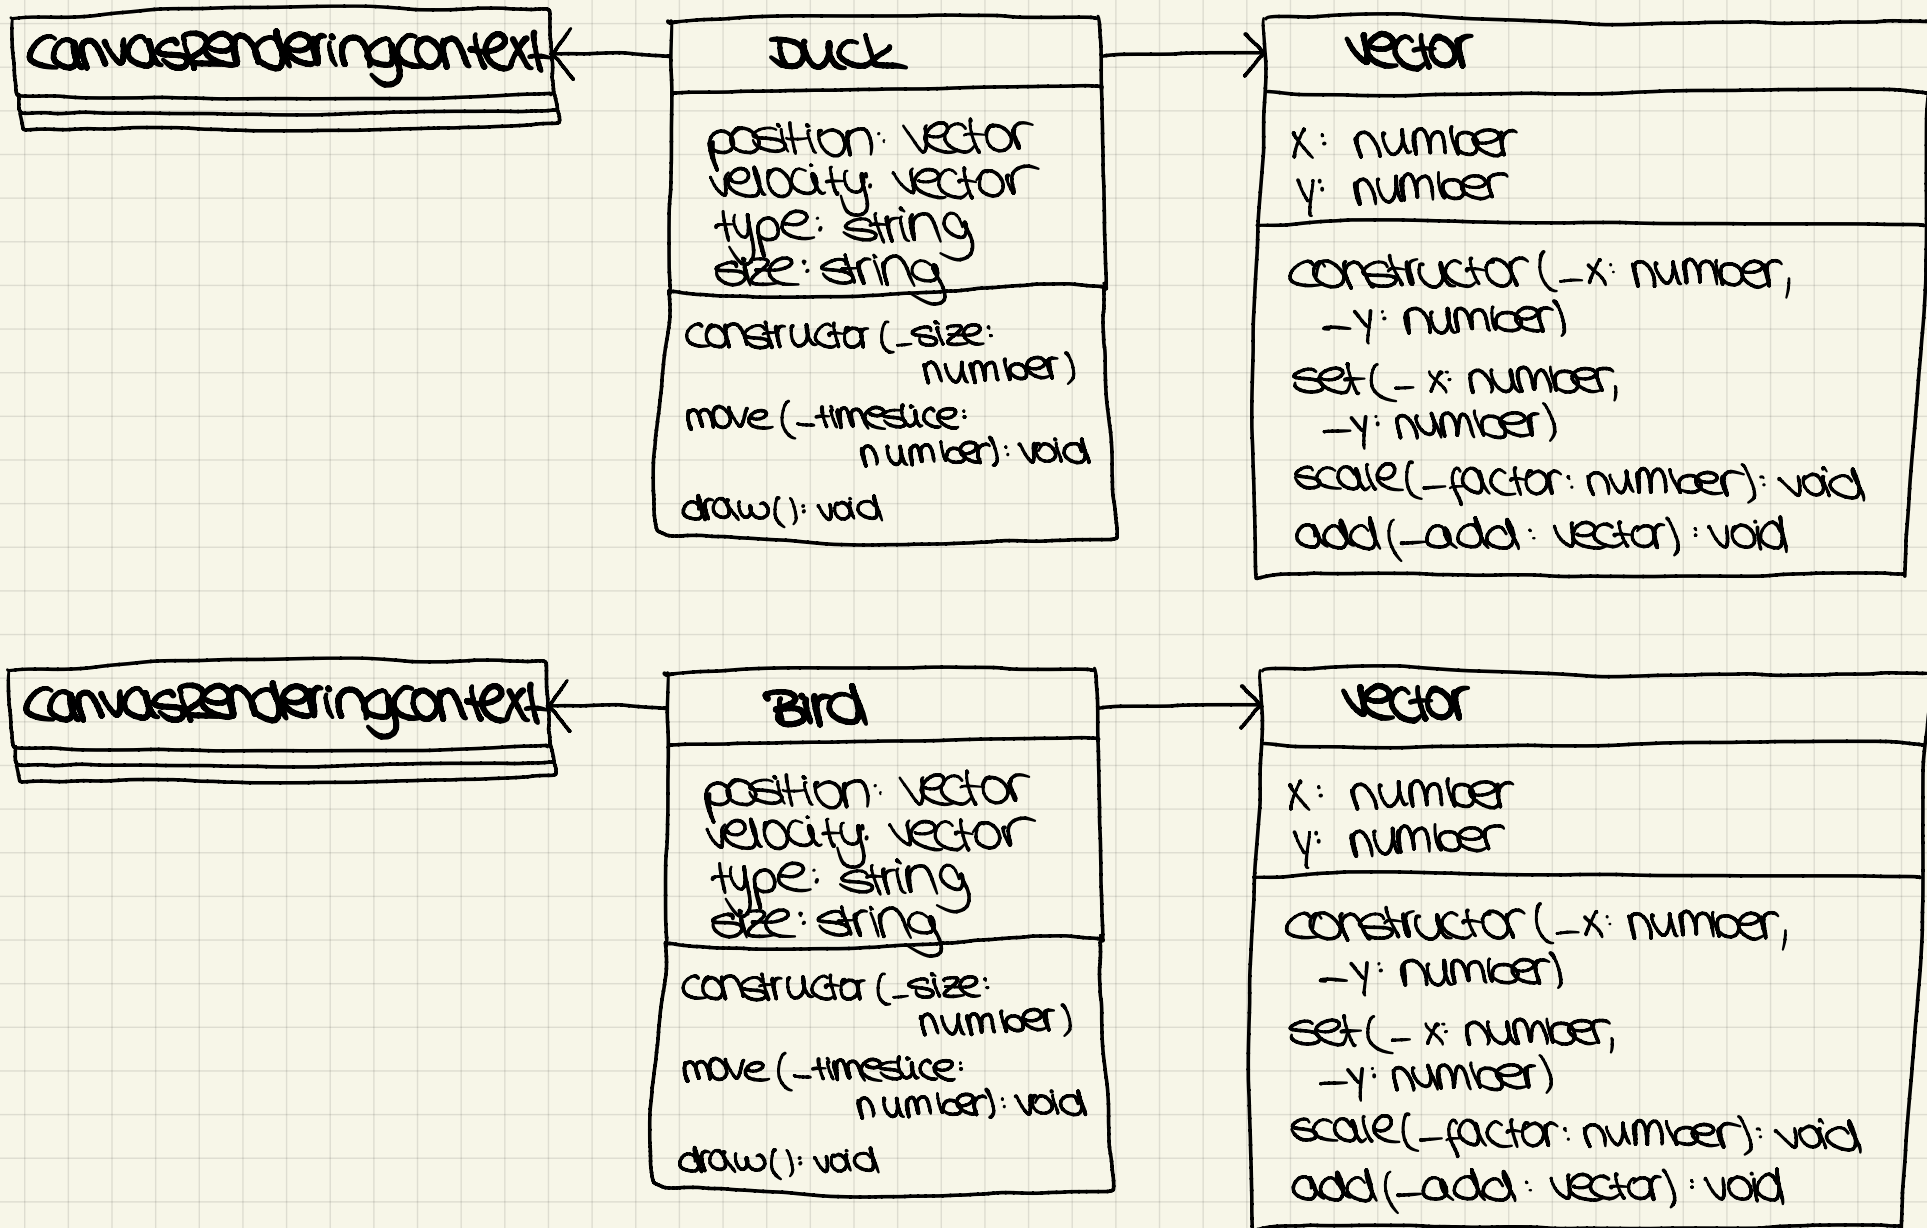 canvasRenderingcontext
Duck
position: vector
velocity: vector
type: string
size: string
constructor (_size:
number)
move (_timeslice:
number): void
draw(): void
vector
x: number
y: number
constructor (_x: number,
_y: number)
set(_x: number,
_y: number)
scale(_factor: number): void
add(_add: vector): void
canvasRenderingcontext
Bird
position: vector
velocity: vector
type: string
size: string
constructor (_size:
number)
move (_timeslice:
number): void
draw(): void
vector
x: number
y: number
constructor (_x: number,
_y: number)
set(_x: number,
_y: number)
scale(_factor: number): void
add(_add: vector): void